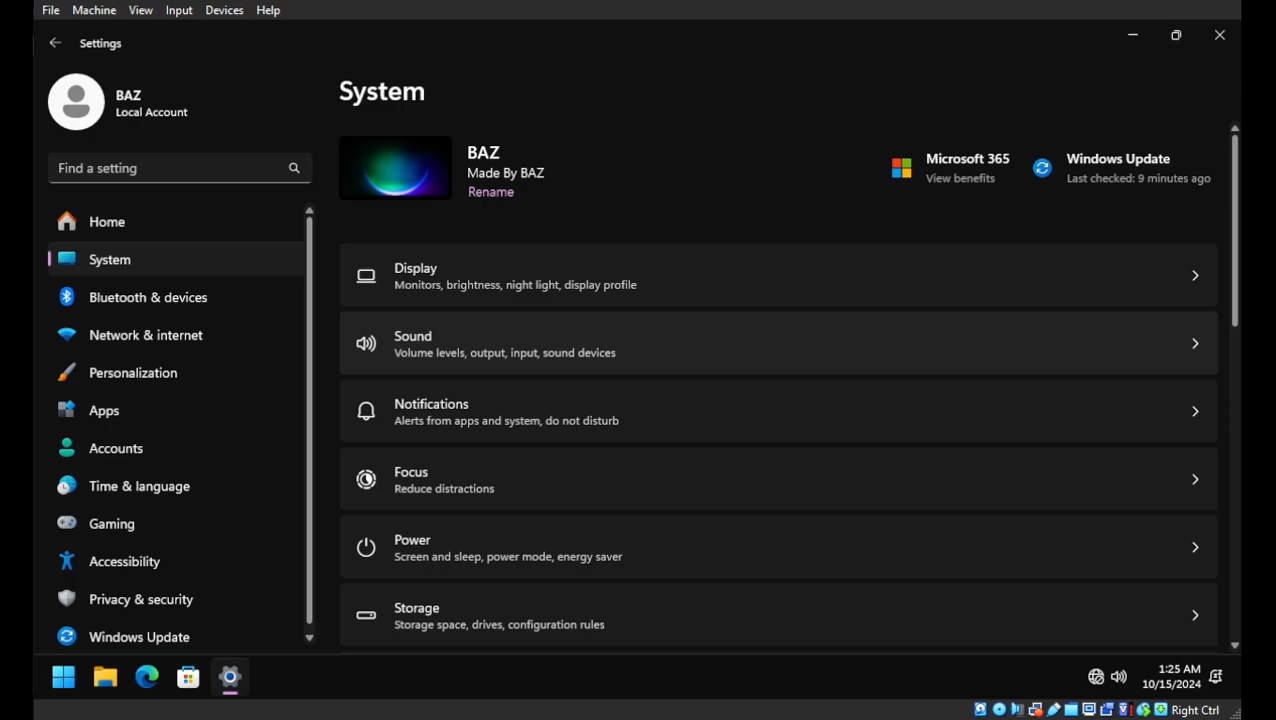 File Machine View Input Devices Help
Settings
BAZ
Local Account
Find a setting
Home
System
Bluetooth & devices
Network & internet
Personalization
Apps
Accounts
Time & language
Gaming
Accessibility
Privacy & security
Windows Update
System
BAZ
Made By BAZ
Rename
Microsoft 365
View benefits
Windows Update
Last checked: 9 minutes ago
Display
Monitors, brightness, night light, display profile
Sound
Volume levels, output, input, sound devices
Notifications
Alerts from apps and system, do not disturb
Focus
Reduce distractions
Power
Screen and sleep, power mode, energy saver
Storage
Storage space, drives, configuration rules
1:25 AM
10/15/2024
Right Ctrl